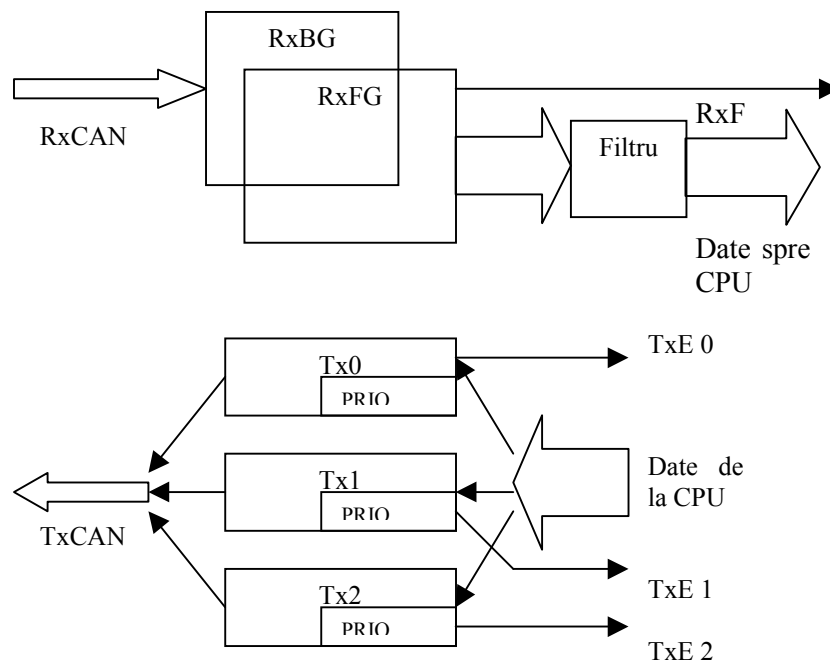 RxBG
RxFG
RxCAN
RxF
Filtru
Date spre
CPU
Tx0
PRIO
TxE 0
Tx1
PRIO
Date de
la CPU
TxCAN
TxE 1
Tx2
PRIO
TxE 2